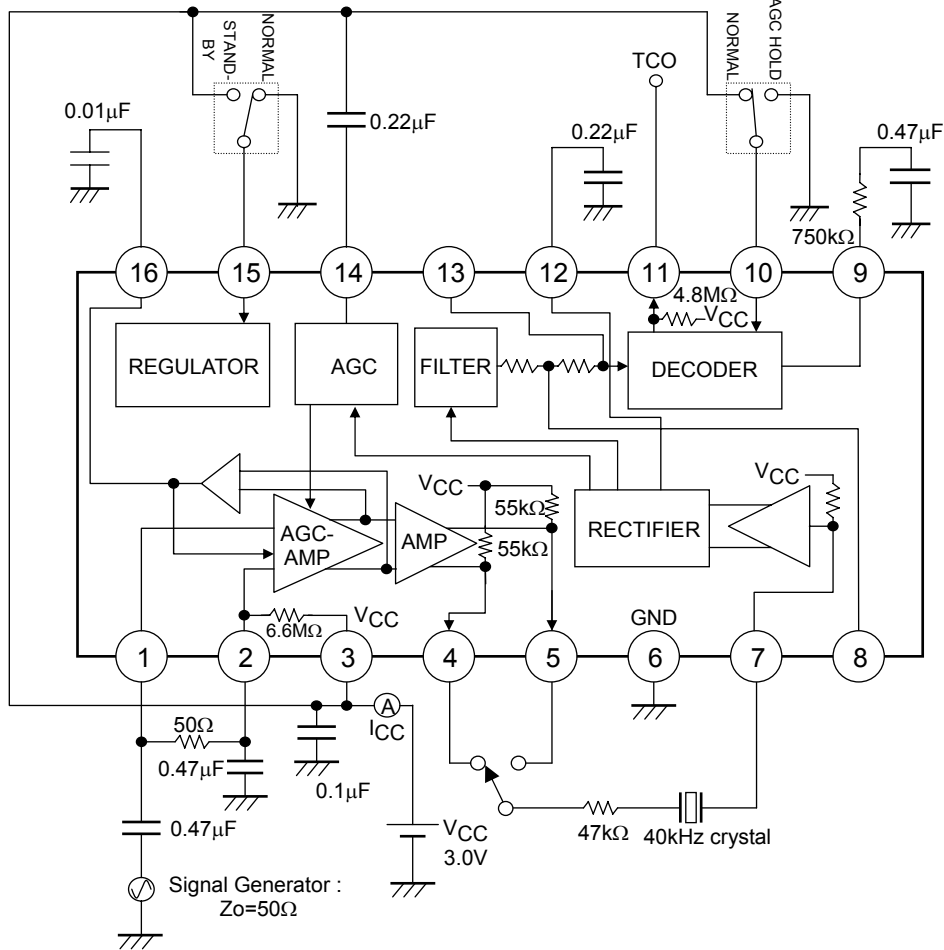 STAND-
BY
NORMAL
NORMAL
AGC HOLD
TCO
0.01µF
0.22µF
0.22µF
0.47µF
750kΩ
16
15
14
13
12
11
10
9
4.8MΩ
VCC
REGULATOR
AGC
FILTER
DECODER
VCC
55kΩ
55kΩ
VCC
RECTIFIER
AGC-
AMP
AMP
6.6MΩ
VCC
GND
1
2
3
4
5
6
7
8
A
ICC
50Ω
0.47µF
0.1µF
0.47µF
VCC
3.0V
47kΩ
40kHz crystal
Signal Generator :
Zo=50Ω